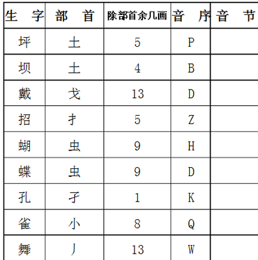 生 字 部 首 除部首余几画 音 序 音 节
坪 土 5 P
坝 土 4 B
戴 戈 13 D
招 扌 5 Z
蝴 虫 9 H
蝶 虫 9 D
孔 孑 1 K
雀 小 8 Q
舞 丿 13 W